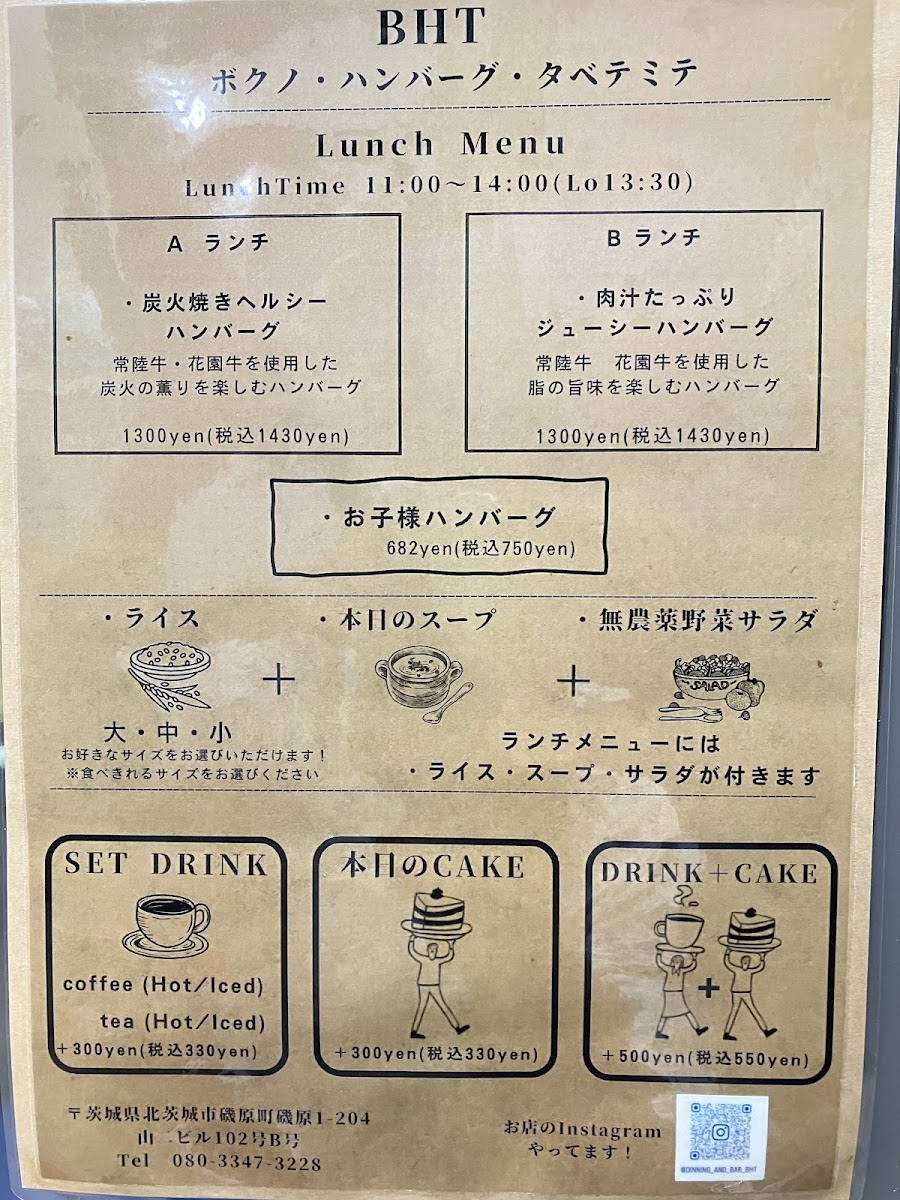 BHT
ボクノ・ハンバーグ・タベテミテ
Lunch Menu
LunchTime 11:00～14:00(Lo13:30)
A ランチ
・炭火焼きヘルシー
ハンバーグ
常陸牛・花園牛を使用した
炭火の薫りを楽しむハンバーグ
1300yen(税込1430yen)
B ランチ
・肉汁たっぷり
ジューシーハンバーグ
常陸牛　花園牛を使用した
脂の旨味を楽しむハンバーグ
1300yen(税込1430yen)
・お子様ハンバーグ
682yen(税込750yen)
・ライス
+
・本日のスープ
+
・無農薬野菜サラダ
SALAD
大・中・小
お好きなサイズをお選びいただけます！
※食べきれるサイズをお選びください
ランチメニューには
・ライス・スープ・サラダが付きます
SET DRINK
coffee (Hot/Iced)
tea (Hot/Iced)
+300yen(税込330yen)
本日のCAKE
+300yen(税込330yen)
DRINK+CAKE
+
+500yen(税込550yen)
〒茨城県北茨城市磯原町磯原1-204
山二ビル102号B号
Tel 080-3347-3228
お店のInstagram
やってます！
@DINNING_AND_BAR_BHT